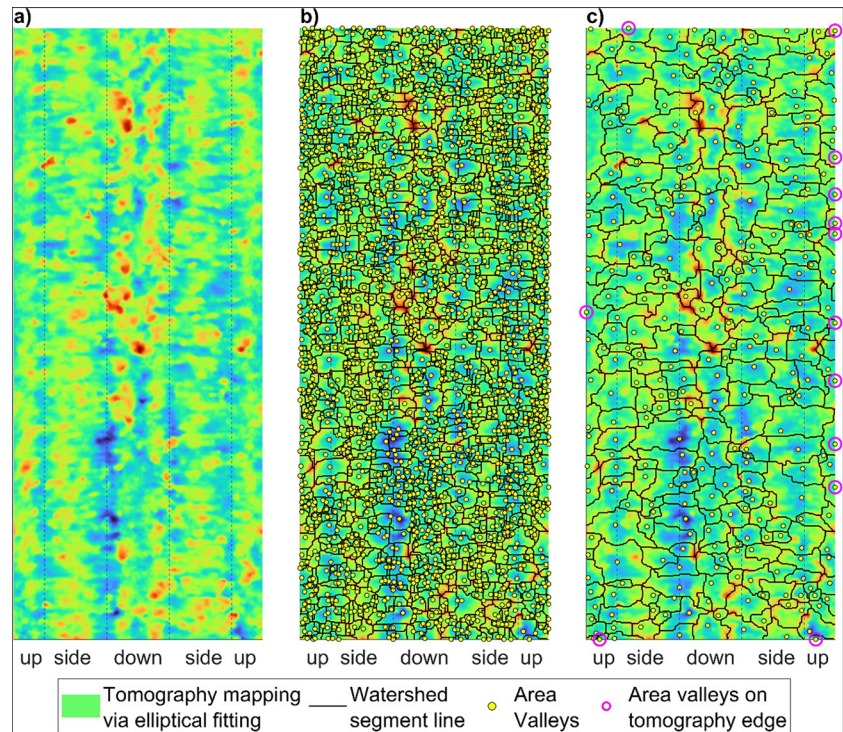 a)
b)
c)
up side down side up
up side down side up
up side down side up
Tomography mapping
via elliptical fitting
Watershed
segment line
Area
Valleys
Area valleys on
tomography edge